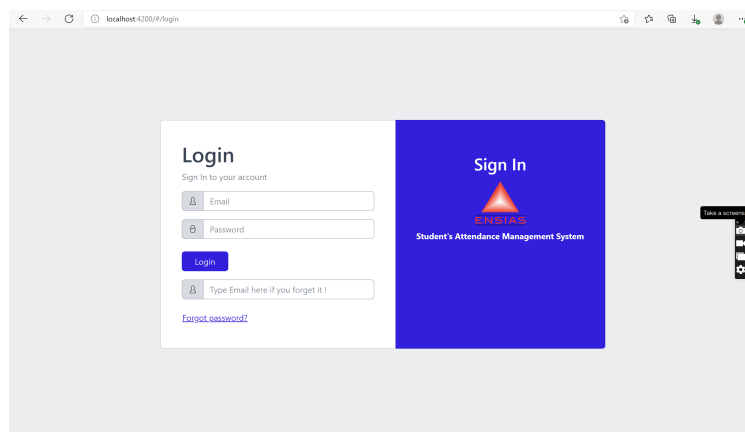 localhost:4200/#/login
Login
Sign In to your account
Email
Password
Login
Type Email here if you forget it !
Forgot password?
Sign In
ENSIAS
Student's Attendance Management System
Take a screens